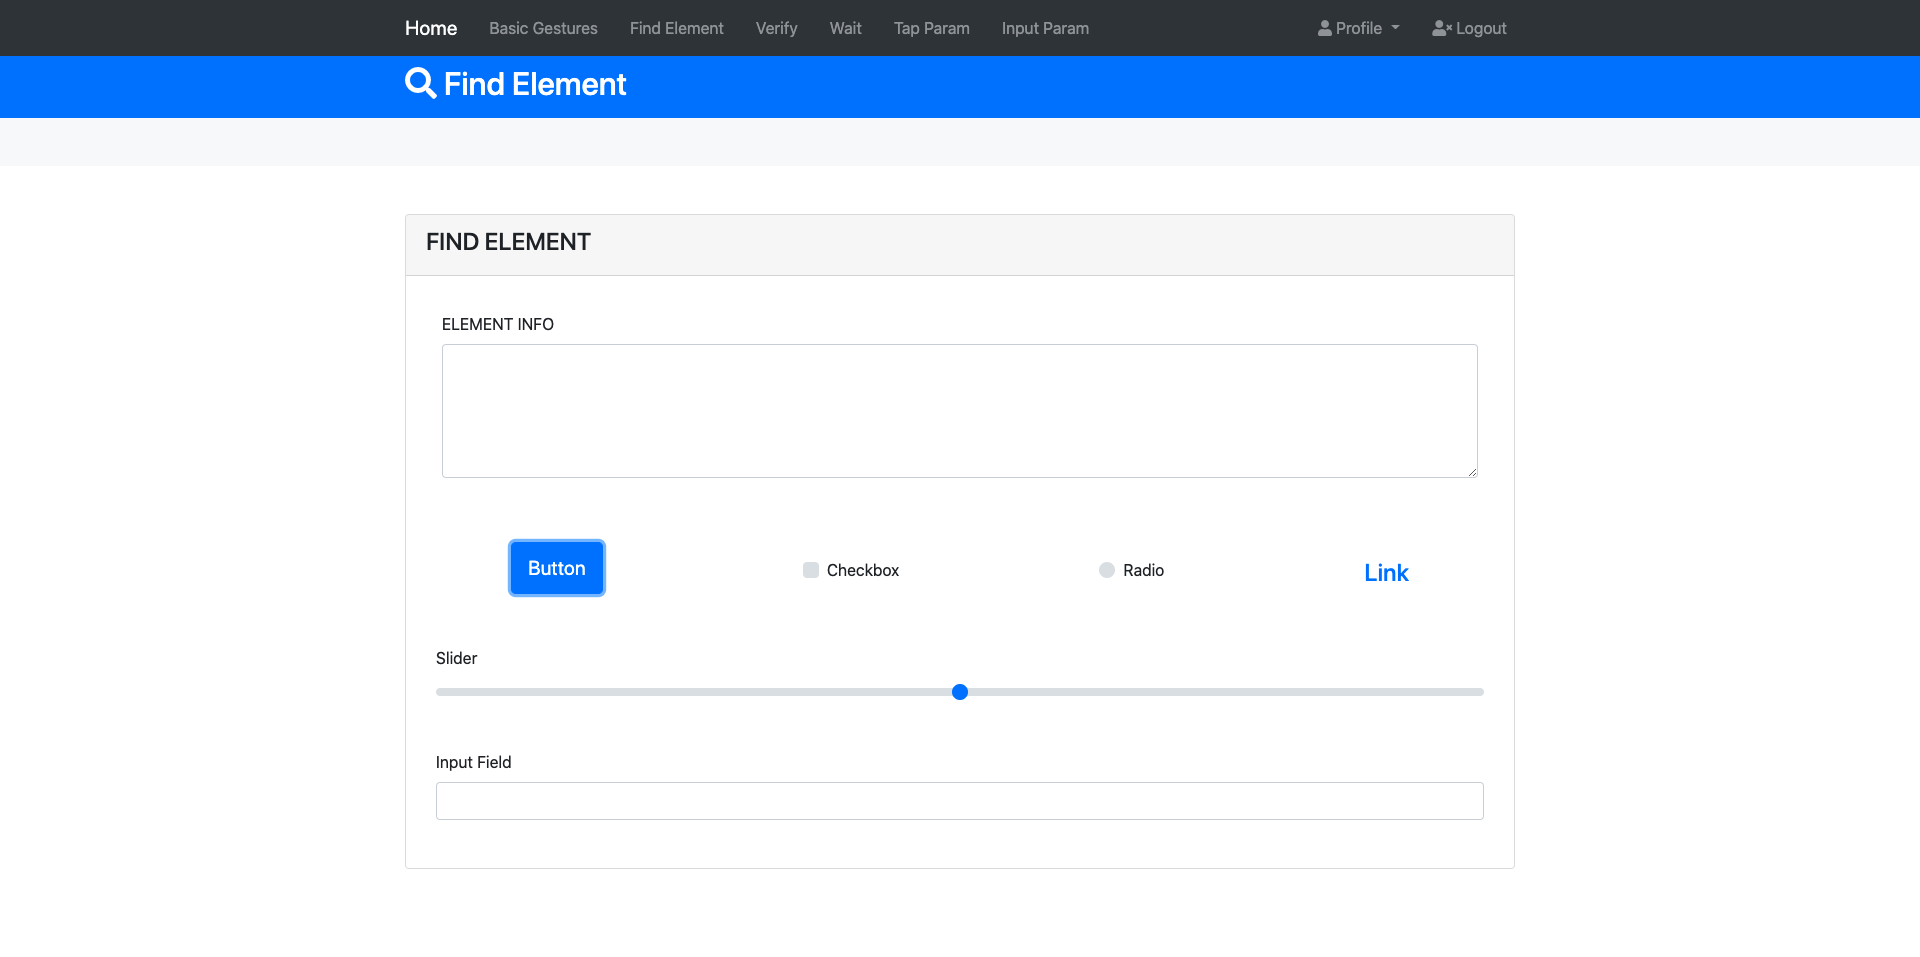 Home Basic Gestures Find Element Verify Wait Tap Param Input Param Profile Logout
Find Element
FIND ELEMENT
ELEMENT INFO
Button Checkbox Radio Link
Slider
Input Field